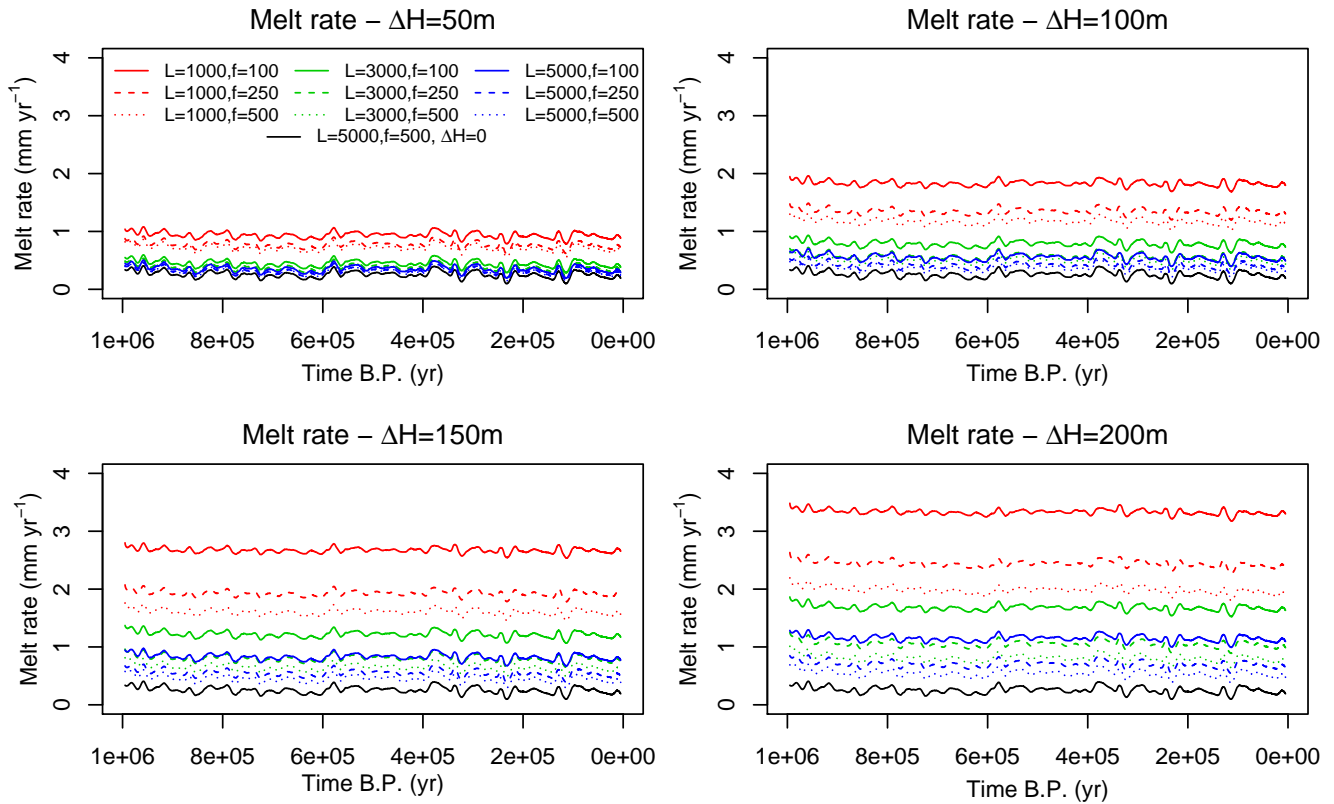 Melt rate – ΔH=50m
Melt rate (mm yr⁻¹)
4
3
2
1
0
L=1000,f=100 L=3000,f=100 L=5000,f=100
L=1000,f=250 L=3000,f=250 L=5000,f=250
L=1000,f=500 L=3000,f=500 L=5000,f=500
L=5000,f=500, ΔH=0
1e+06 8e+05 6e+05 4e+05 2e+05 0e+00
Time B.P. (yr)
Melt rate – ΔH=100m
Melt rate (mm yr⁻¹)
4
3
2
1
0
1e+06 8e+05 6e+05 4e+05 2e+05 0e+00
Time B.P. (yr)
Melt rate – ΔH=150m
Melt rate (mm yr⁻¹)
4
3
2
1
0
1e+06 8e+05 6e+05 4e+05 2e+05 0e+00
Time B.P. (yr)
Melt rate – ΔH=200m
Melt rate (mm yr⁻¹)
4
3
2
1
0
1e+06 8e+05 6e+05 4e+05 2e+05 0e+00
Time B.P. (yr)